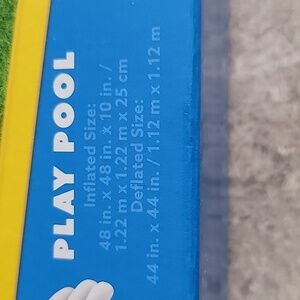 PLAY POOL
Inflated Size:
48 in. x 48 in. x 10 in. /
1.22 m x 1.22 m x 25 cm
Deflated Size:
44 in. x 44 in. / 1.12 m x 1.12 m